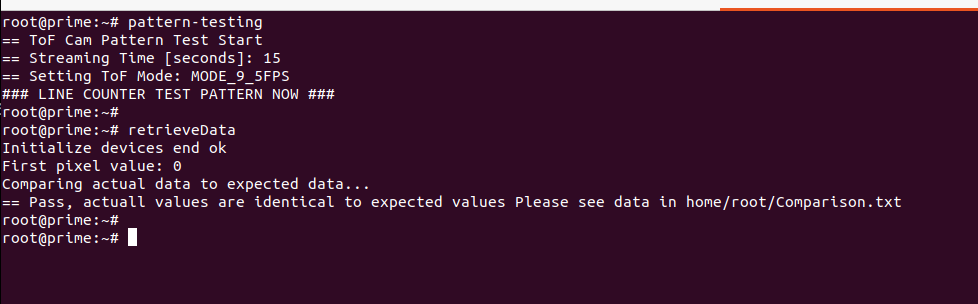 root@prime:~# pattern-testing
== ToF Cam Pattern Test Start
== Streaming Time [seconds]: 15
== Setting ToF Mode: MODE_9_5FPS
### LINE COUNTER TEST PATTERN NOW ###
root@prime:~#
root@prime:~# retrieveData
Initialize devices end ok
First pixel value: 0
Comparing actual data to expected data...
== Pass, actuall values are identical to expected values Please see data in home/root/Comparison.txt
root@prime:~#
root@prime:~#